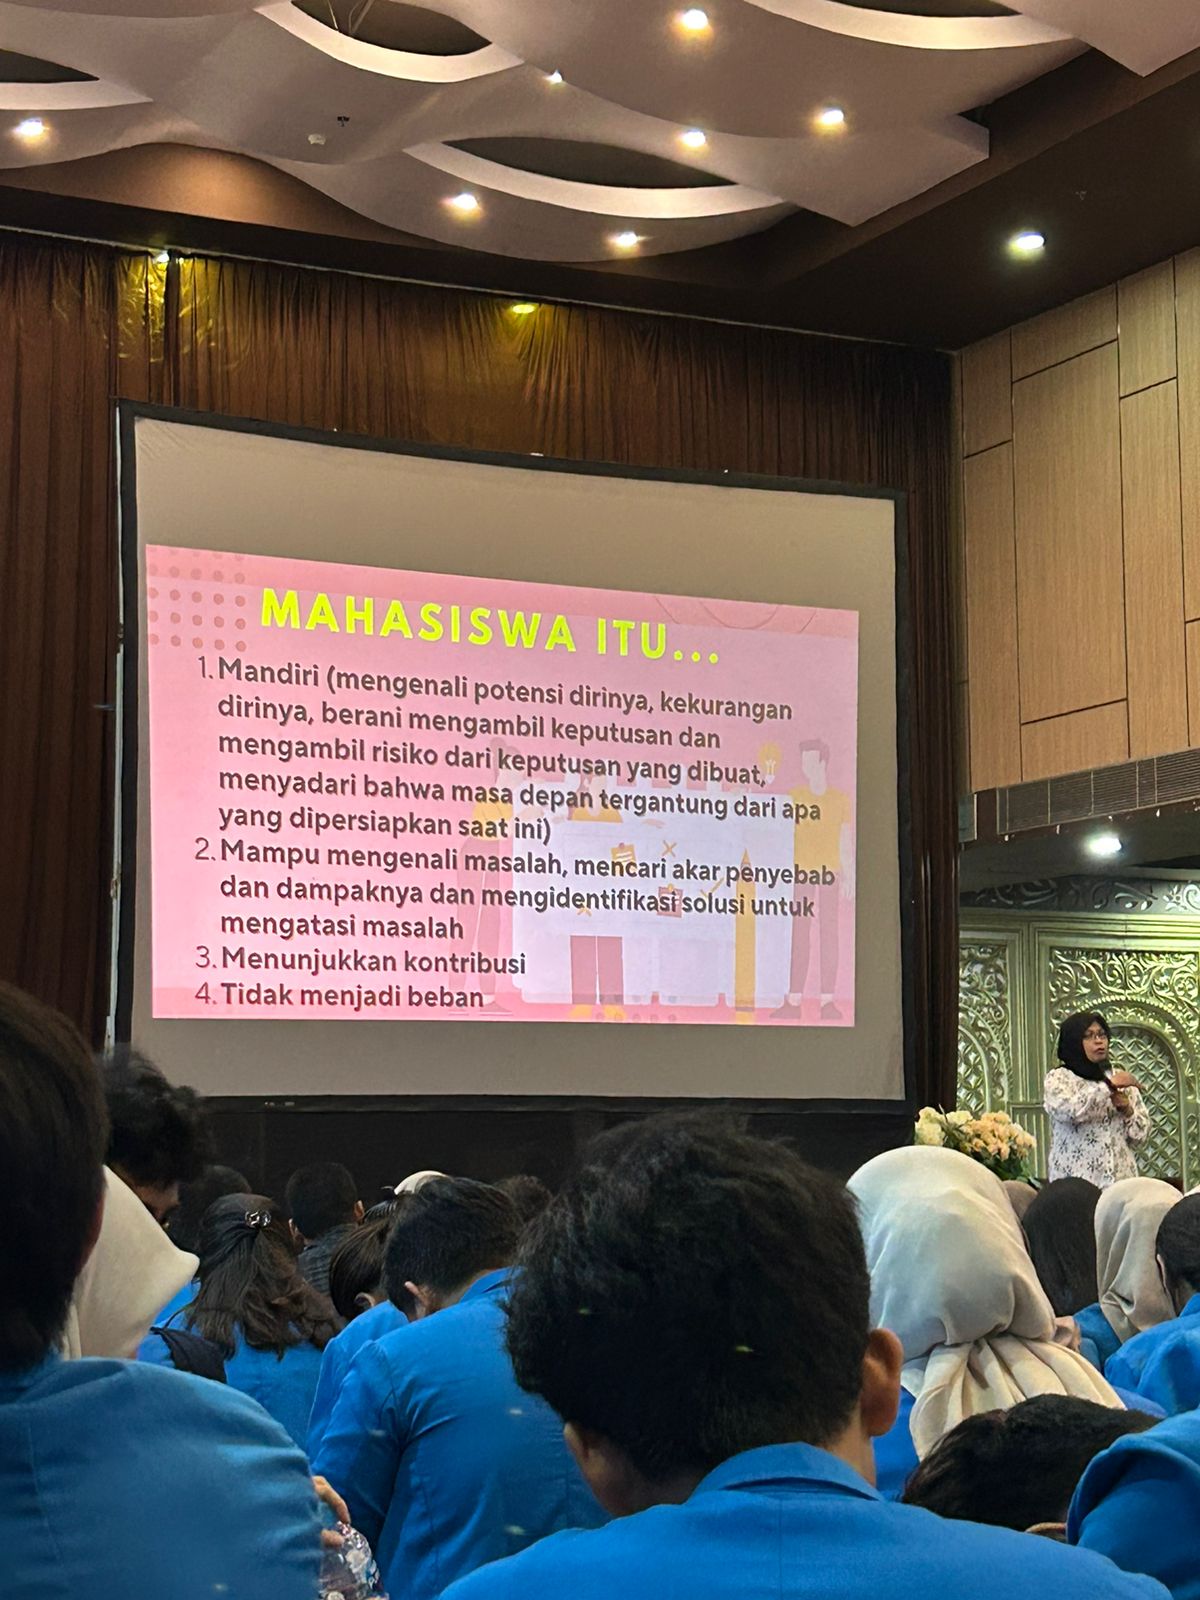 MAHASISWA ITU...
1. Mandiri (mengenali potensi dirinya, kekurangan
dirinya, berani mengambil keputusan dan
mengambil risiko dari keputusan yang dibuat,
menyadari bahwa masa depan tergantung dari apa
yang dipersiapkan saat ini)
2. Mampu mengenali masalah, mencari akar penyebab
dan dampaknya dan mengidentifikasi solusi untuk
mengatasi masalah
3. Menunjukkan kontribusi
4. Tidak menjadi beban